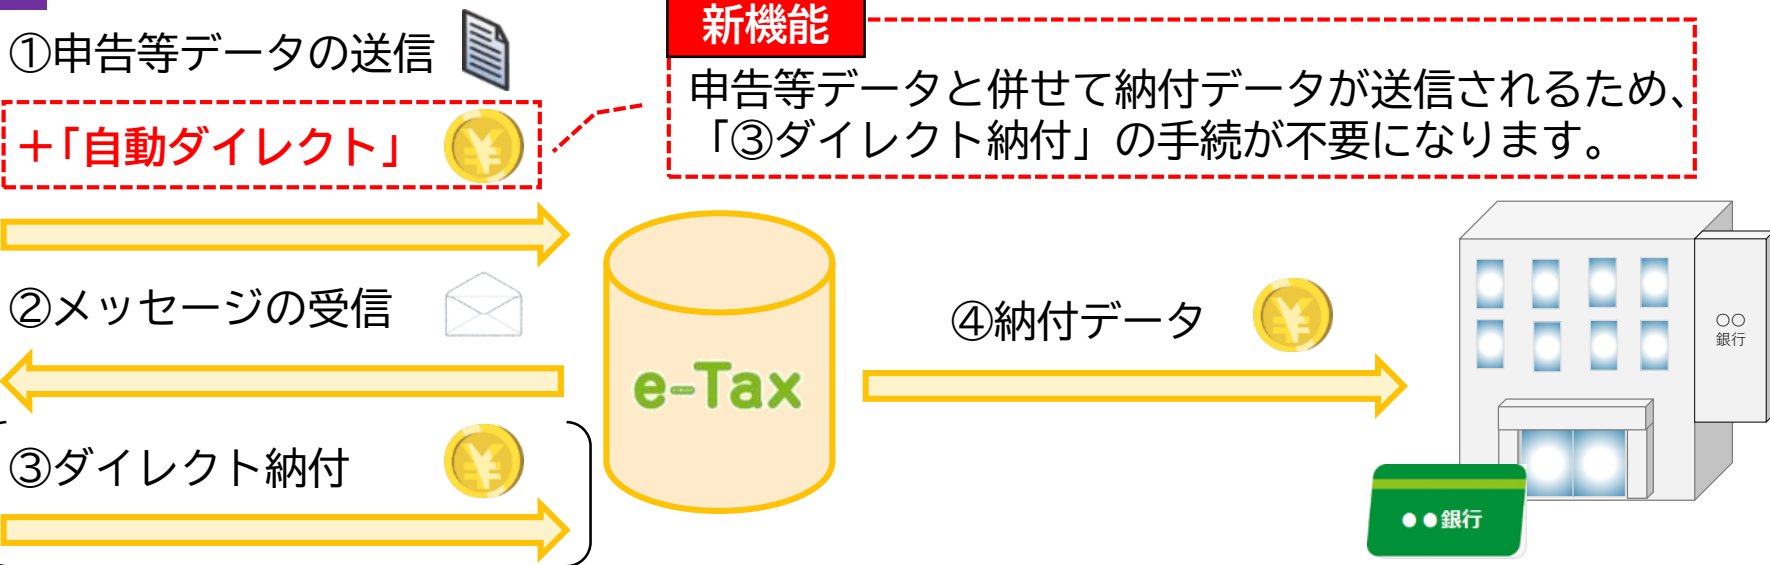 ①申告等データの送信
＋「自動ダイレクト」
新機能
申告等データと併せて納付データが送信されるため、
「③ダイレクト納付」の手続が不要になります。
②メッセージの受信
③ダイレクト納付
e-Tax
④納付データ
○○
銀行
●●銀行